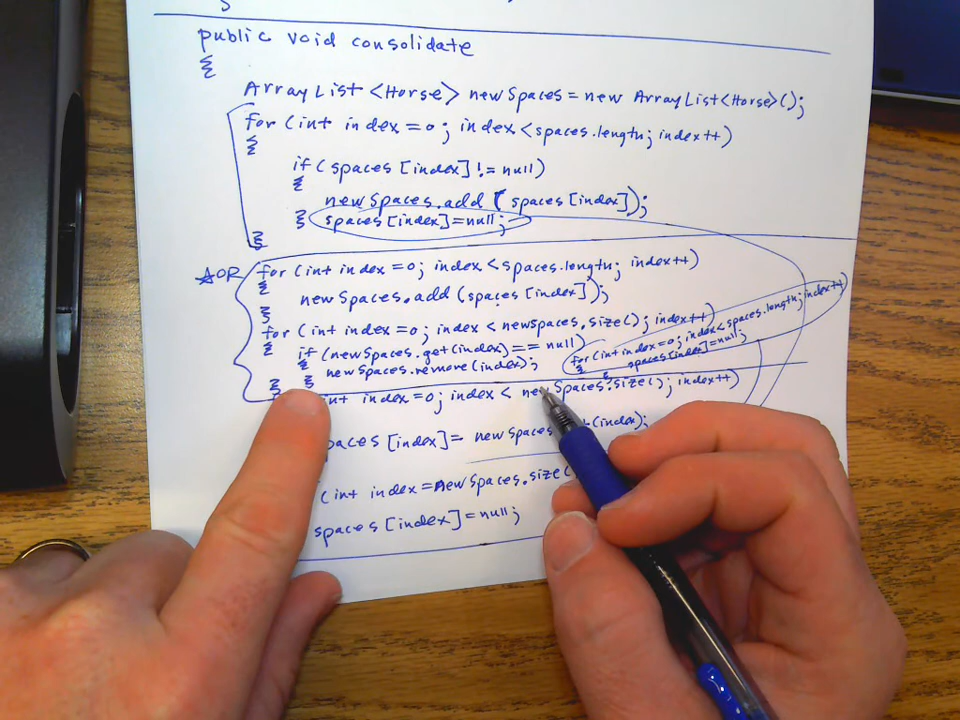 public void consolidate
{
ArrayList <Horse> newSpaces = new ArrayList<Horse>();
for (int index = 0; index < spaces.length; index++)
{
if (spaces [index] != null)
{
newSpaces.add (spaces [index]);
} spaces [index] = null;
}
for (int index = 0; index < spaces.length; index++)
{
newSpaces.add (spaces [index]);
}
for (int index = 0; index < newspaces.size(); index++)
{ if (newSpaces.get(index) == null)
{ newSpaces.remove (index);
} }
for (int index = 0; index < spaces.length; index++)
{ spaces [index] = null;
}
int index = 0; index < newSpaces.size(); index++)
spaces [index] = newSpaces (index);
(int index = newSpaces.size(
spaces [index] = null;